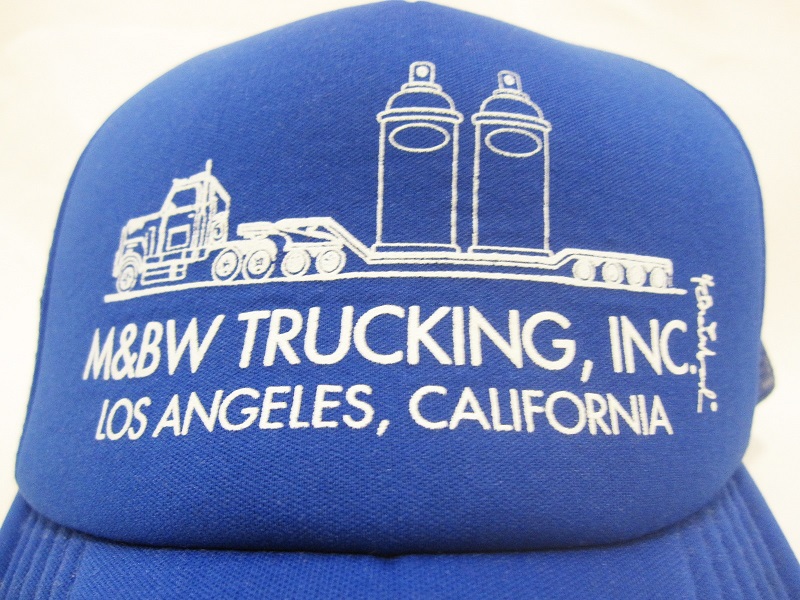 M&BW TRUCKING, INC.
LOS ANGELES, CALIFORNIA